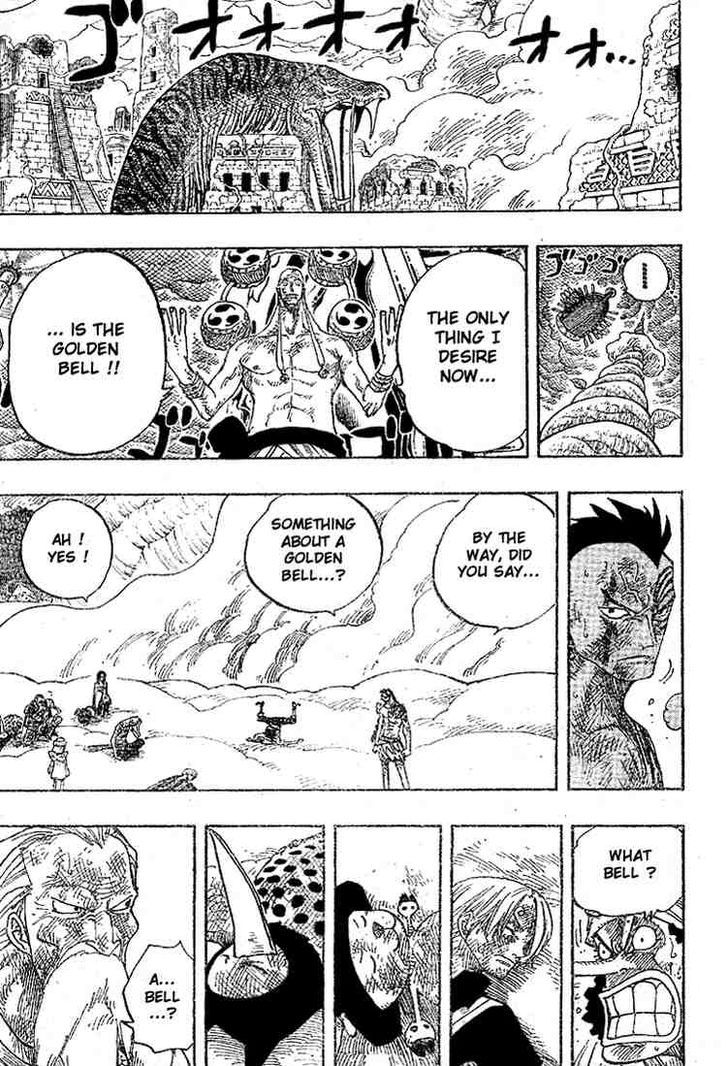 ゴオオオオオオ...
ゴゴゴ
THE ONLY
THING I
DESIRE
NOW...
... IS THE
GOLDEN
BELL !!
BY THE
WAY, DID
YOU SAY...
SOMETHING
ABOUT A
GOLDEN
BELL...?
AH !
YES !
WHAT
BELL ?
A...
BELL
...?